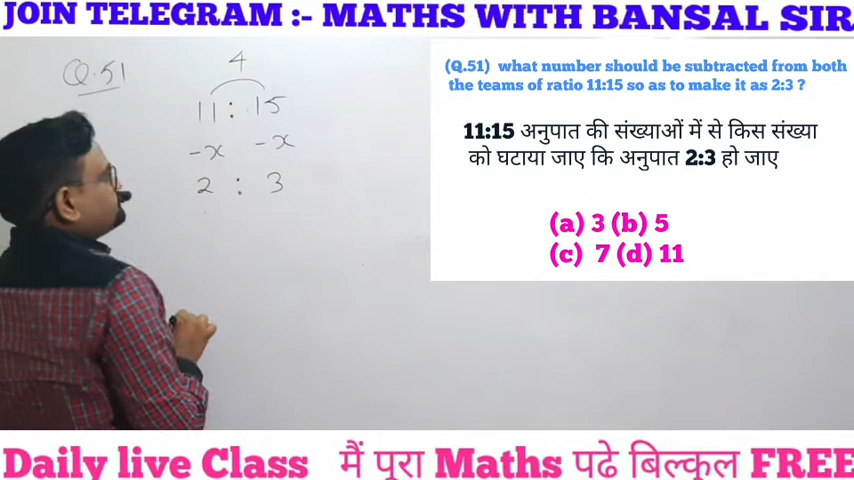 JOIN TELEGRAM :- MATHS WITH BANSAL SIR
Q.51
4
11 : 15
-x -x
2 : 3
(Q.51) what number should be subtracted from both
the teams of ratio 11:15 so as to make it as 2:3 ?
11:15 अनुपात की संख्याओं में से किस संख्या
को घटाया जाए कि अनुपात 2:3 हो जाए
(a) 3 (b) 5
(c) 7 (d) 11
Daily live Class मैं पूरा Maths पढे बिल्कुल FREE